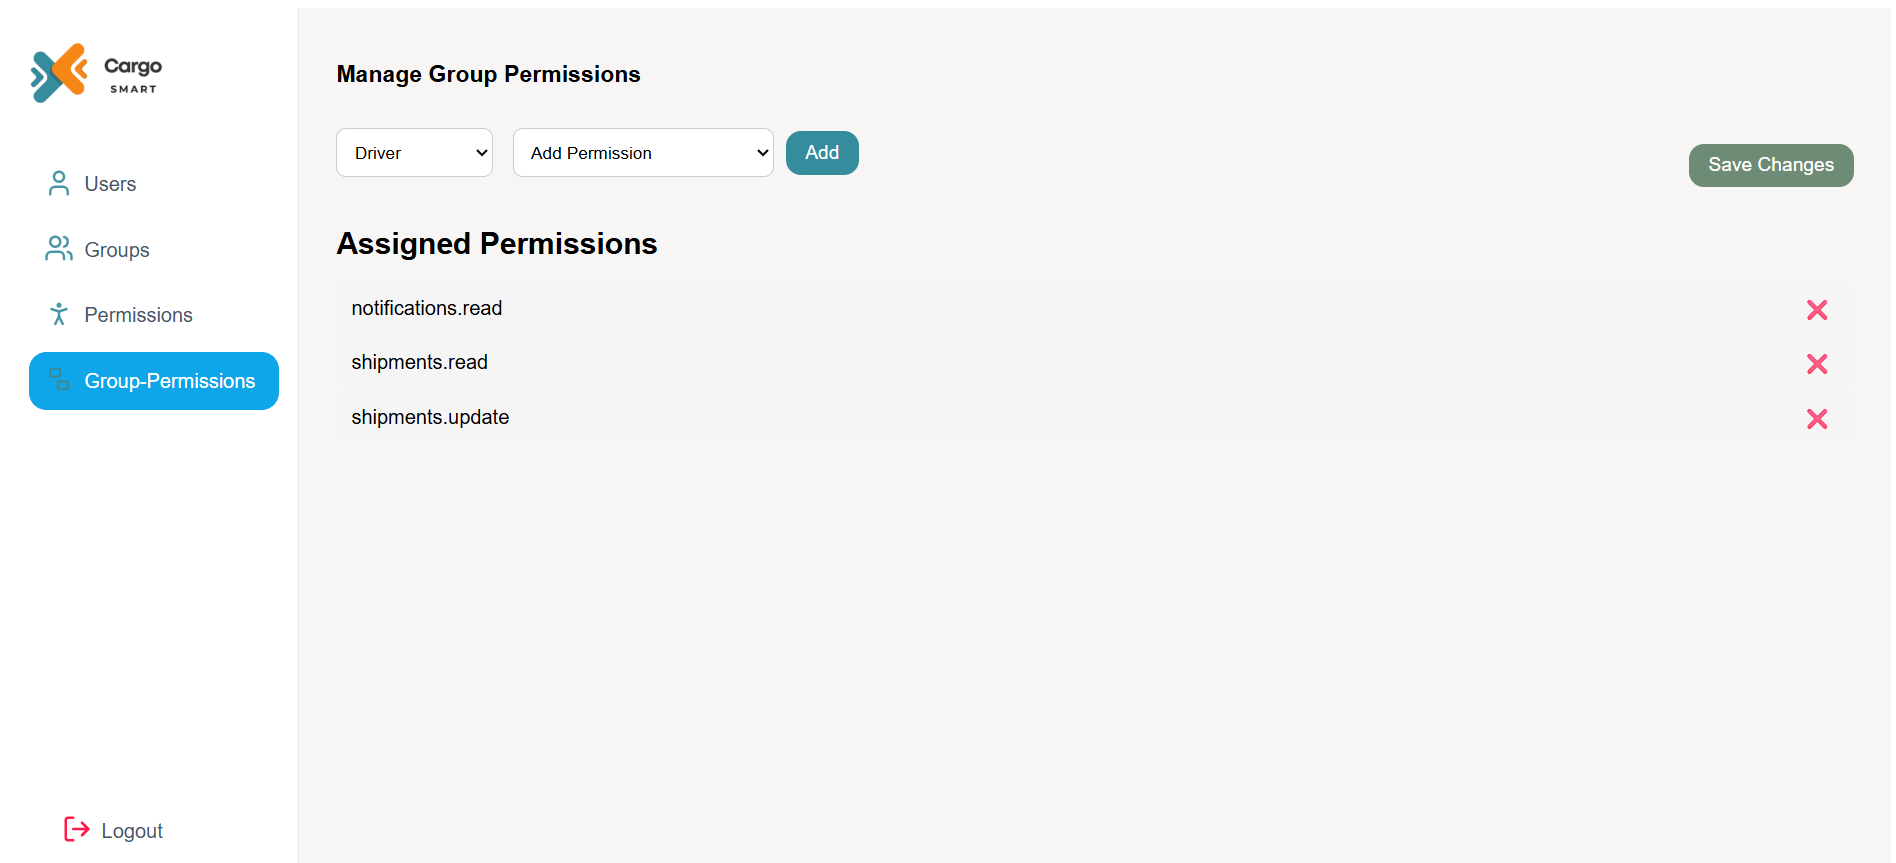 Cargo
SMART
Users
Groups
Permissions
Group-Permissions
Logout
Manage Group Permissions
Driver
Add Permission
Add
Save Changes
Assigned Permissions
notifications.read
shipments.read
shipments.update